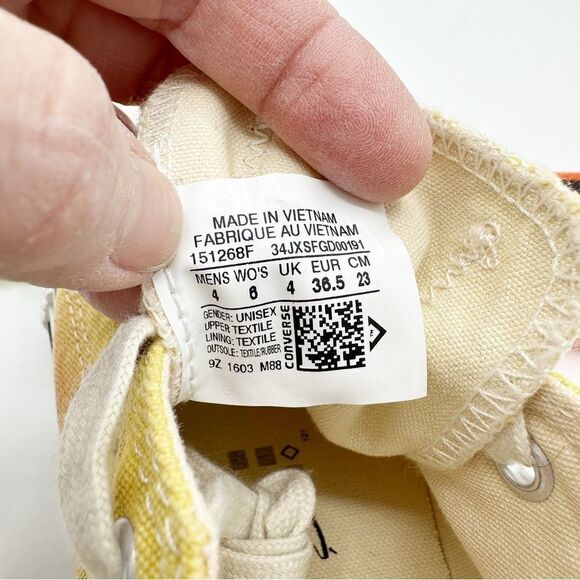 MADE IN VIETNAM
FABRIQUE AU VIETNAM
151268F 34JXSFGD00191
MENS WO'S UK EUR CM
4 6 4 36.5 23
GENDER: UNISEX
UPPER: TEXTILE
LINING: TEXTILE
OUTSOLE: TEXTILE/RUBBER
9Z 1603 M88
CONVERSE
121